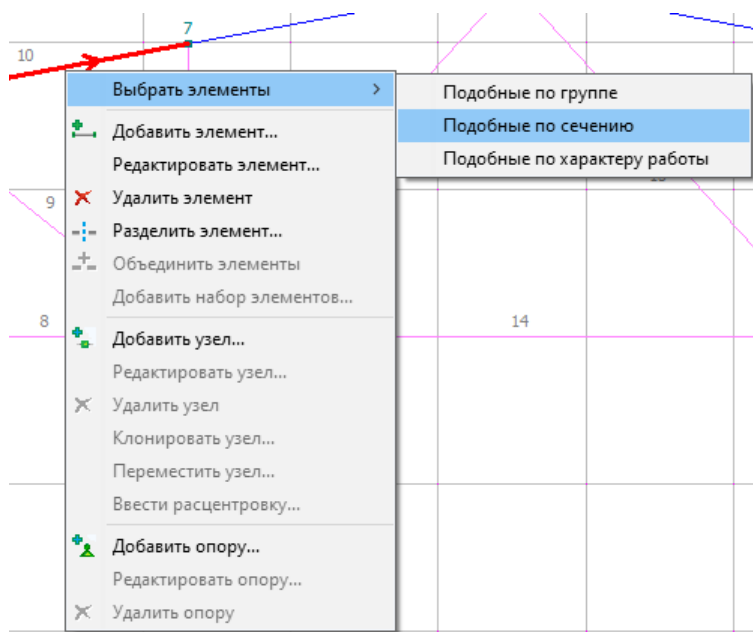 7
10
Выбрать элементы
Подобные по группе
Подобные по сечению
Подобные по характеру работы
Добавить элемент...
Редактировать элемент...
9
Удалить элемент
Разделить элемент...
Объединить элементы
Добавить набор элементов...
8
14
Добавить узел...
Редактировать узел...
Удалить узел
Клонировать узел...
Переместить узел...
Ввести расцентровку...
Добавить опору...
Редактировать опору...
Удалить опору